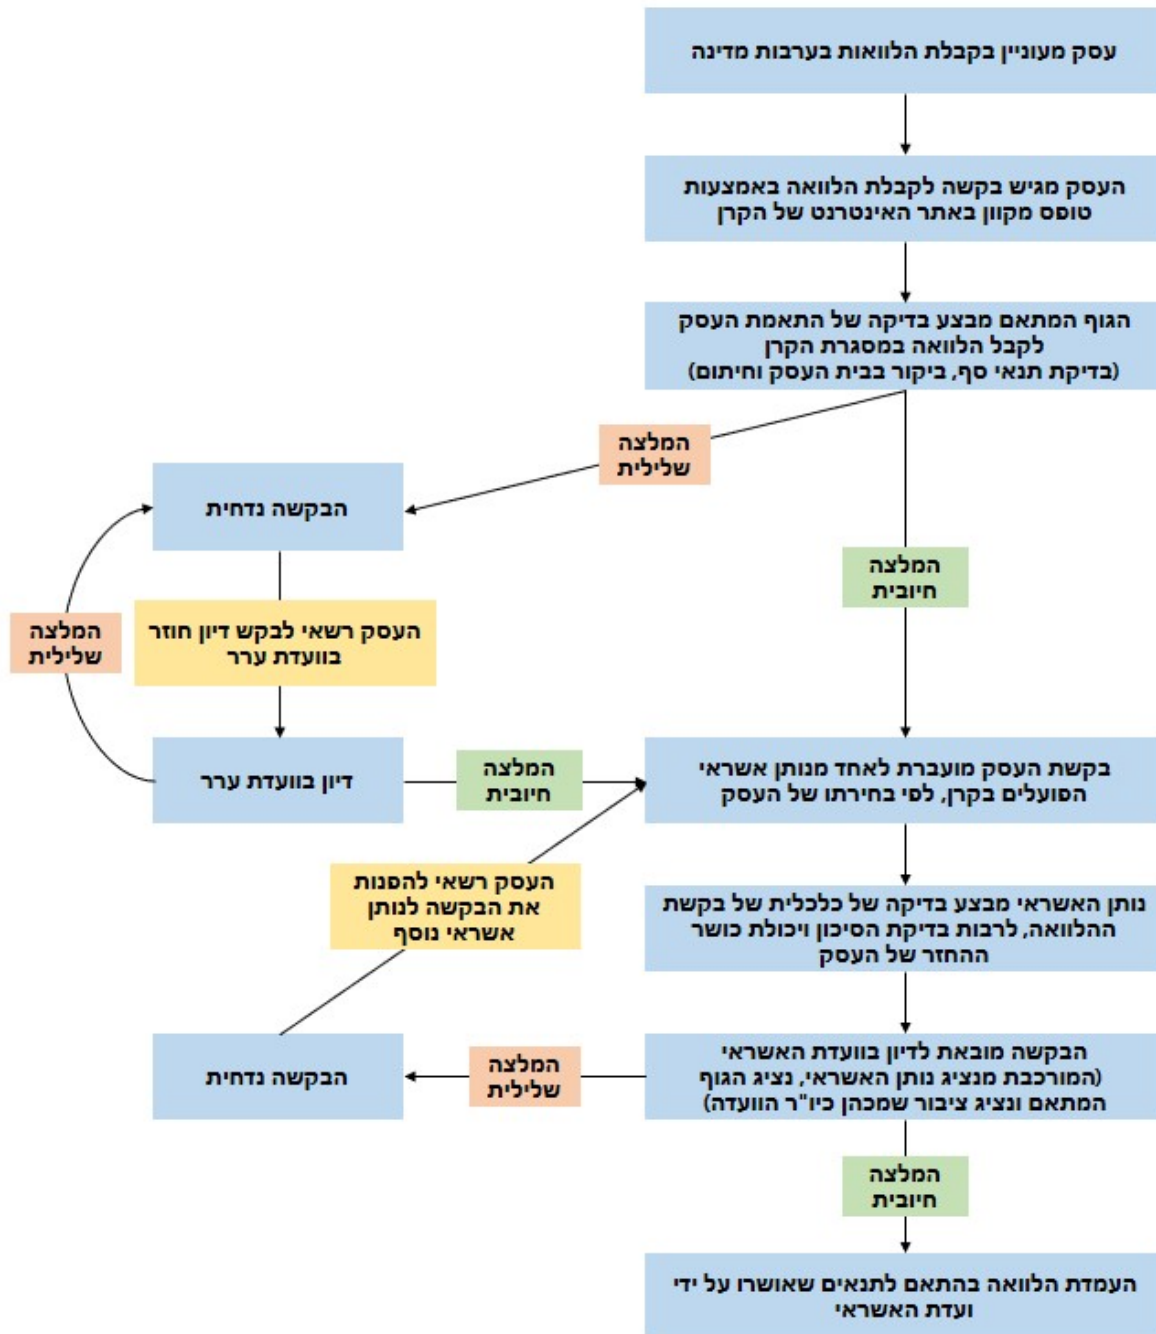 עסק מעוניין בקבלת הלוואות בערבות מדינה
העסק מגיש בקשה לקבלת הלוואה באמצעות
טופס מקוון באתר האינטרנט של הקרן
הגוף המתאם מבצע בדיקה של התאמת העסק
לקבל הלוואה במסגרת הקרן
(בדיקת תנאי סף, ביקור בבית העסק וחיתום)
המלצה
שלילית
הבקשה נדחית
המלצה
חיובית
העסק רשאי לבקש דיון חוזר
בוועדת ערר
המלצה
שלילית
דיון בוועדת ערר
המלצה
חיובית
בקשת העסק מועברת לאחד מנותן אשראי
הפועלים בקרן, לפי בחירתו של העסק
העסק רשאי להפנות
את הבקשה לנותן
אשראי נוסף
נותן האשראי מבצע בדיקה של כלכלית של בקשת
ההלוואה, לרבות בדיקת הסיכון ויכולת כושר
ההחזר של העסק
הבקשה מובאת לדיון בוועדת האשראי
(המורכבת מנציג נותן האשראי, נציג הגוף
המתאם ונציג ציבור שמכהן כיו"ר הוועדה)
המלצה
שלילית
הבקשה נדחית
המלצה
חיובית
העמדת הלוואה בהתאם לתנאים שאושרו על ידי
ועדת האשראי